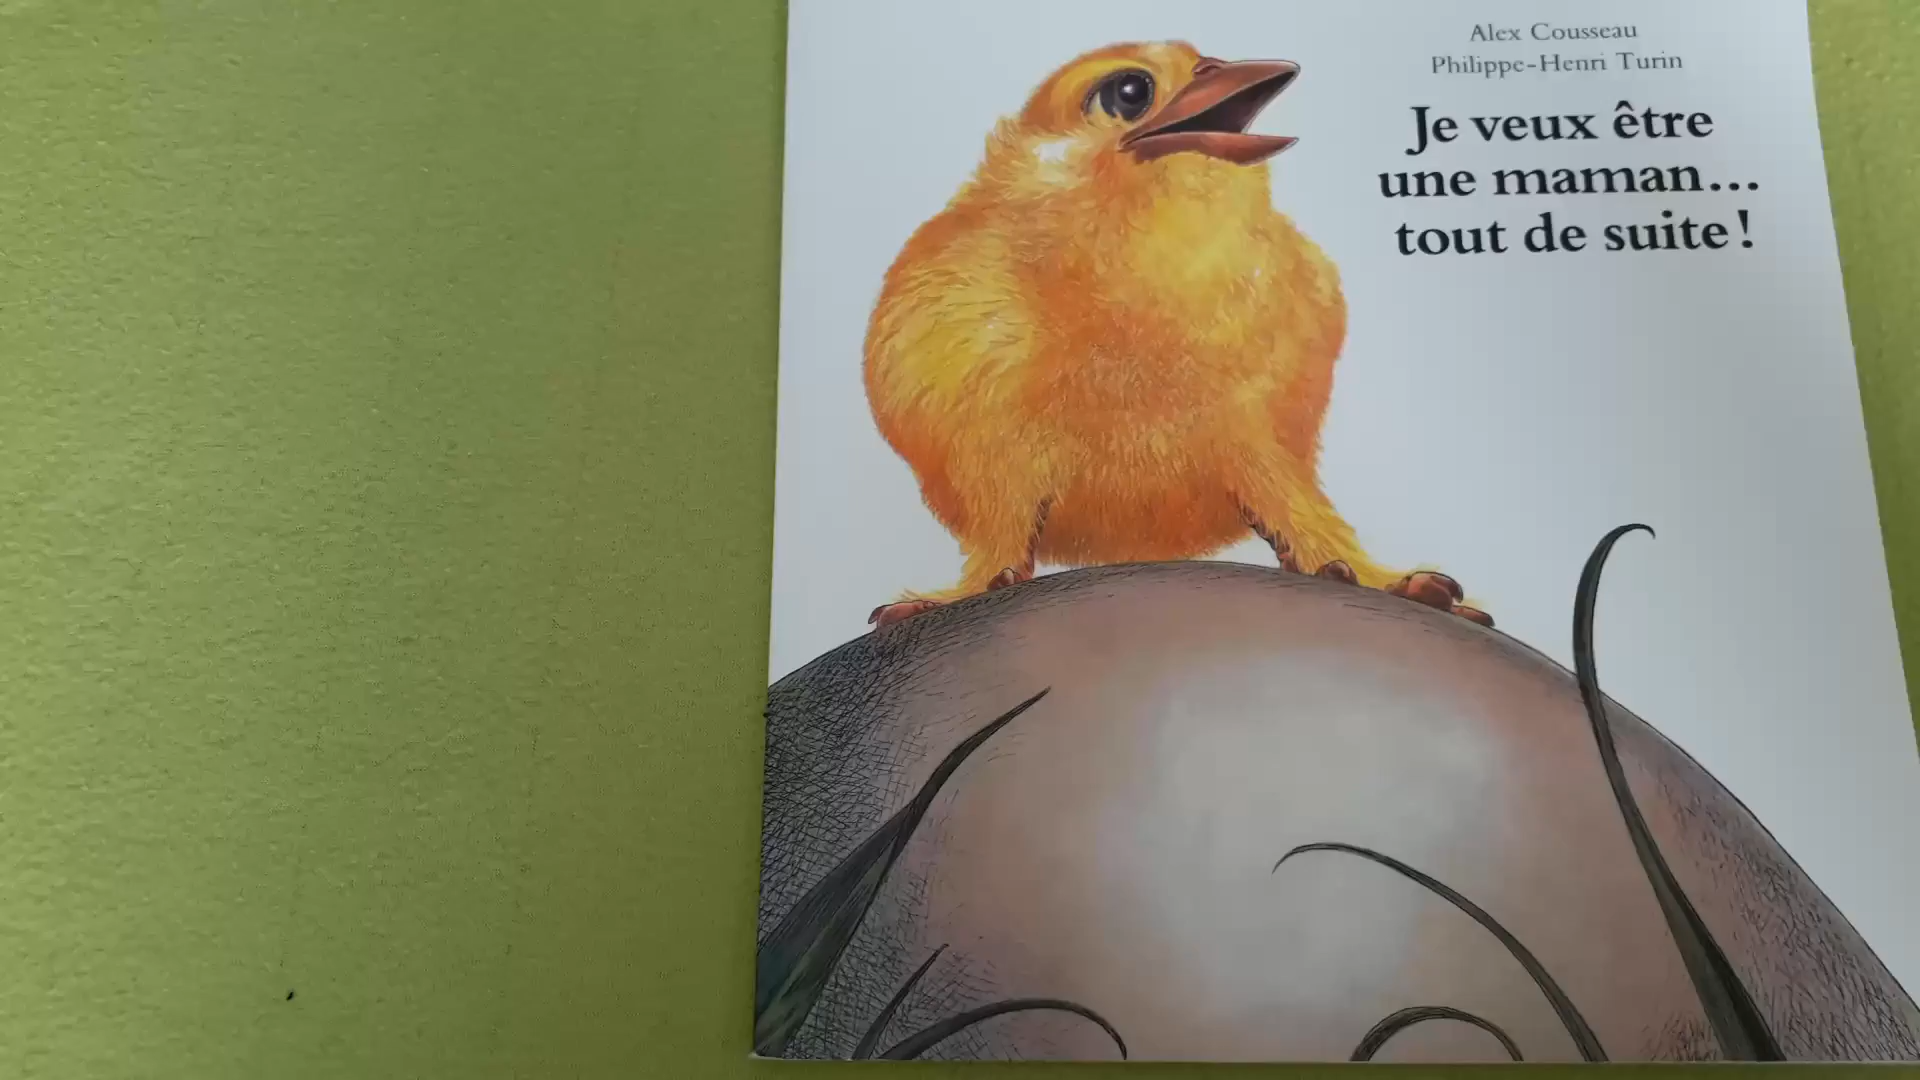 Alex Cousseau
Philippe-Henri Turin
Je veux être
une maman...
tout de suite !